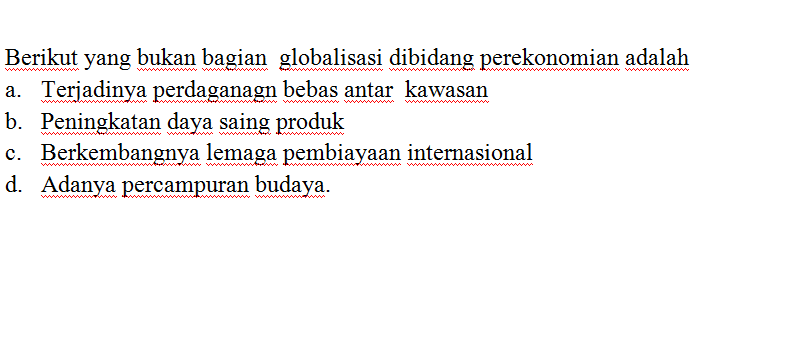 Berikut yang bukan bagian  globalisasi dibidang perekonomian adalah
a. Terjadinya perdaganagn bebas antar  kawasan
b. Peningkatan daya saing produk
c. Berkembangnya lemaga pembiayaan internasional
d. Adanya percampuran budaya.